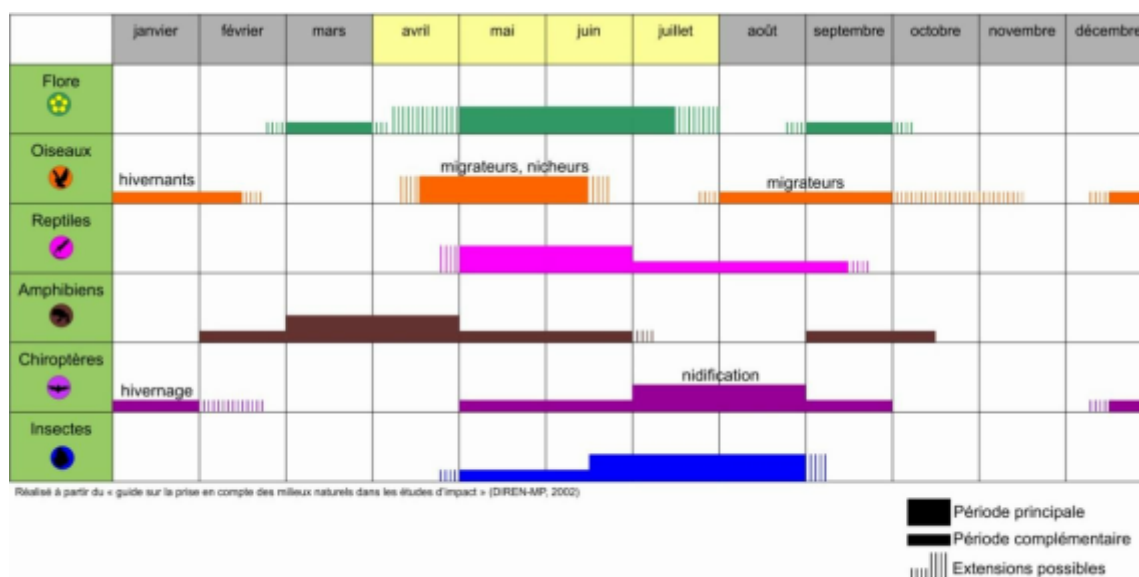 janvier février mars avril mai juin juillet août septembre octobre novembre décembre
Flore
Oiseaux
hivernants migrateurs, nicheurs migrateurs
Reptiles
Amphibiens
Chiroptères
hivernage nidification
Insectes
Réalisé à partir du « guide sur la prise en compte des milieux naturels dans les études d'impact » (DIREN-MP, 2002)
Période principale
Période complémentaire
Extensions possibles